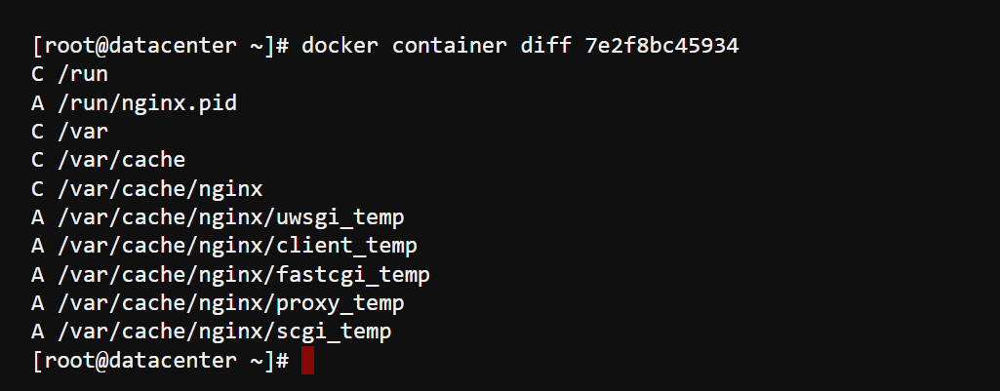 [root@datacenter ~]# docker container diff 7e2f8bc45934
C /run
A /run/nginx.pid
C /var
C /var/cache
C /var/cache/nginx
A /var/cache/nginx/uwsgi_temp
A /var/cache/nginx/client_temp
A /var/cache/nginx/fastcgi_temp
A /var/cache/nginx/proxy_temp
A /var/cache/nginx/scgi_temp
[root@datacenter ~]#